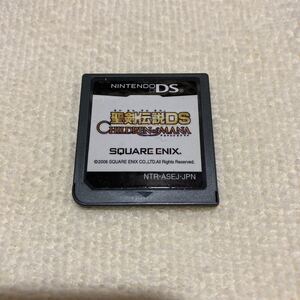 NINTENDO DS
聖剣伝説DS
CHILDREN of MANA
SQUARE ENIX.
©2006 SQUARE ENIX CO.,LTD.All Rights Reserved.
NTR-ASEJ-JPN